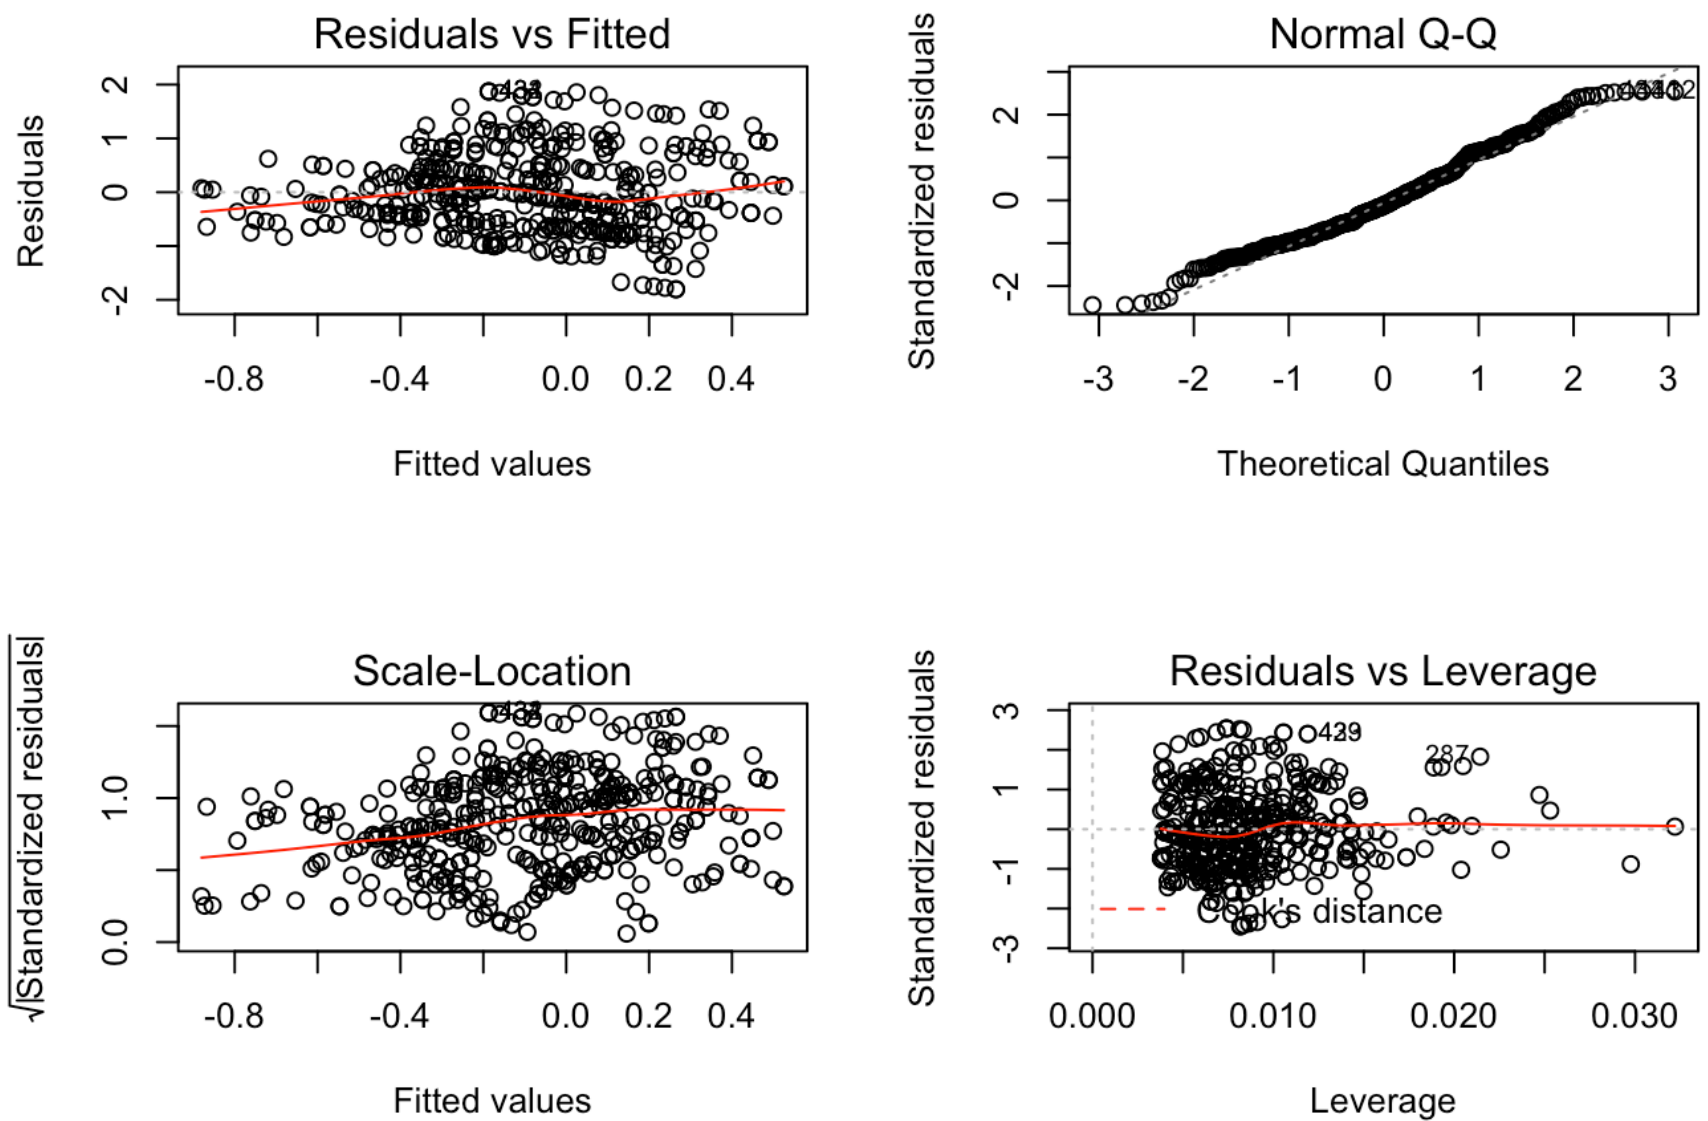 Residuals vs Fitted
Residuals
2
1
0
-2
-0.8
-0.4
0.0
0.2
0.4
Fitted values
Normal Q-Q
Standardized residuals
2
0
-2
-3
-2
-1
0
1
2
3
Theoretical Quantiles
Scale-Location
√|Standardized residuals|
1.0
0.0
-0.8
-0.4
0.0
0.2
0.4
Fitted values
Residuals vs Leverage
Standardized residuals
3
1
-1
-3
287
distance
0.000
0.010
0.020
0.030
Leverage